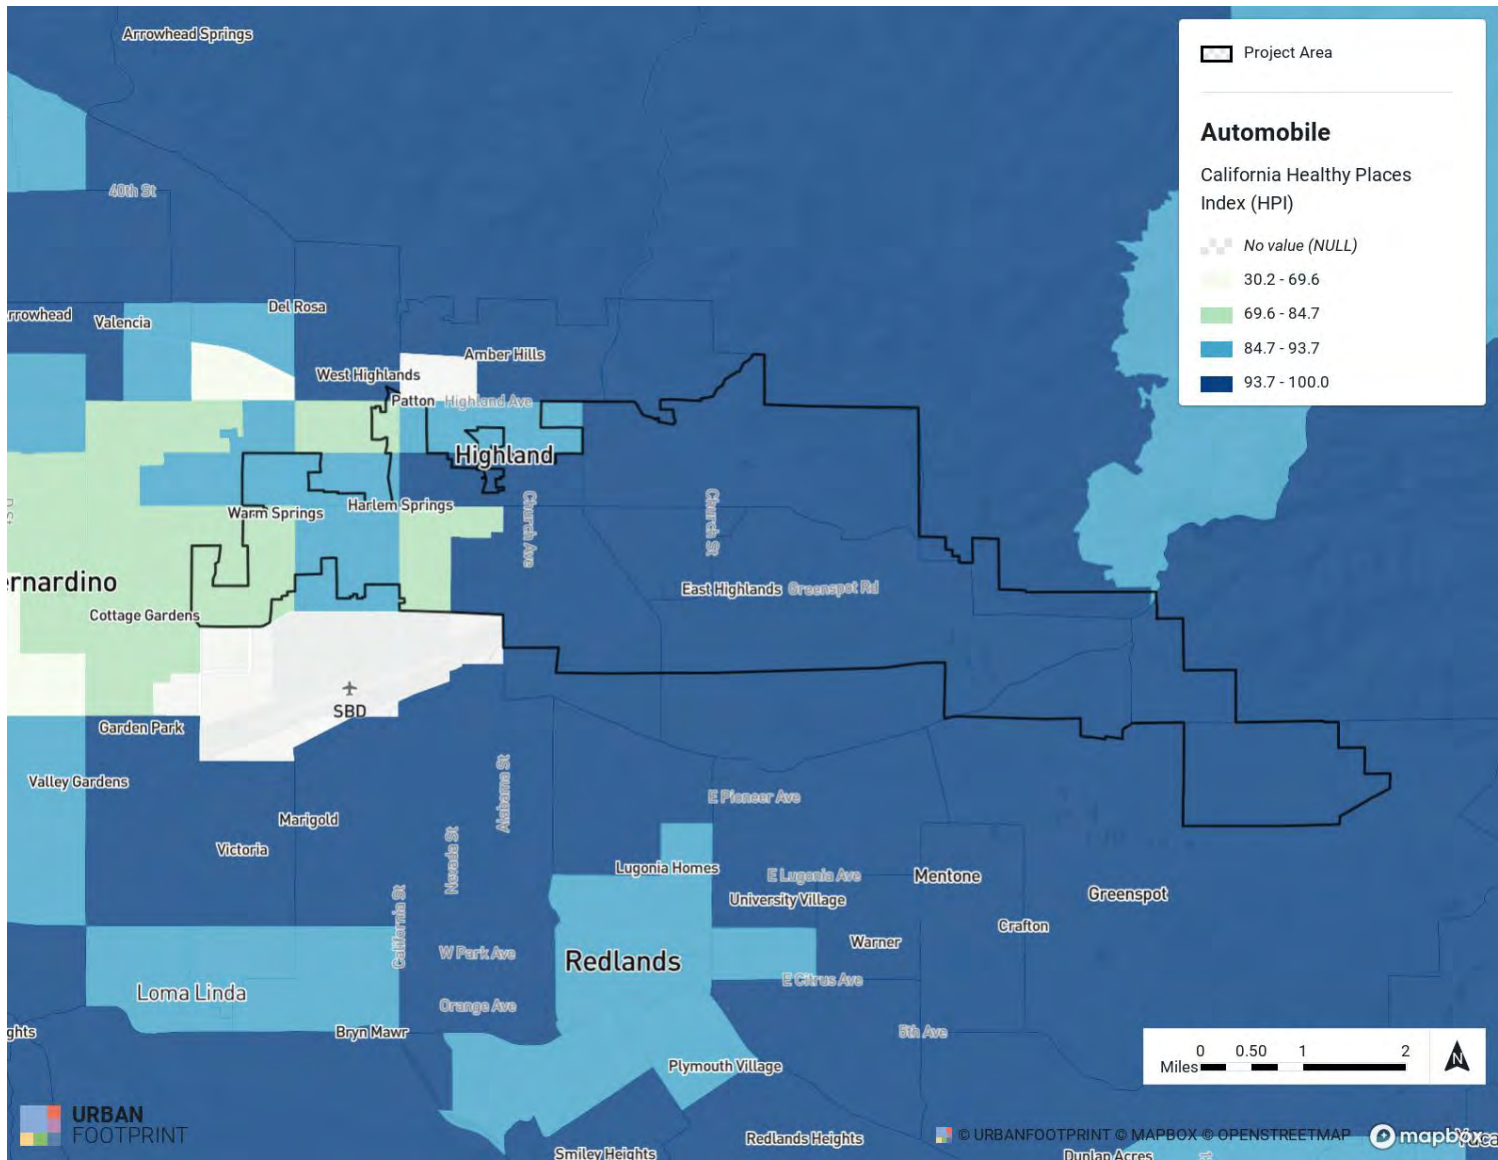 Arrowhead Springs
Project Area
Automobile
California Healthy Places
Index (HPI)
No value (NULL)
30.2 - 69.6
69.6 - 84.7
84.7 - 93.7
93.7 - 100.0
40th St
Del Rosa
rrowhead
Valencia
Amber Hills
West Highlands
Patton
Highland Ave
Highland
Harlem Springs
Warm Springs
Church Ave
Church St
ernardino
East Highlands
Greenspot Rd
Cottage Gardens
SBD
Garden Park
Valley Gardens
Alabama St
E Pioneer Ave
Marigold
Victoria
Nevada St
Lugonia Homes
E Lugonia Ave
Mentone
University Village
Greenspot
California St
Crafton
Warner
W Park Ave
Redlands
E Citrus Ave
Loma Linda
Orange Ave
ghts
Bryn Mawr
5th Ave
Plymouth Village
0 0.50 1 2
Miles
N
URBAN
FOOTPRINT
Redlands Heights
© URBANFOOTPRINT © MAPBOX © OPENSTREETMAP
mapbox
Yuca
Smiley Heights
Dunlap Acres